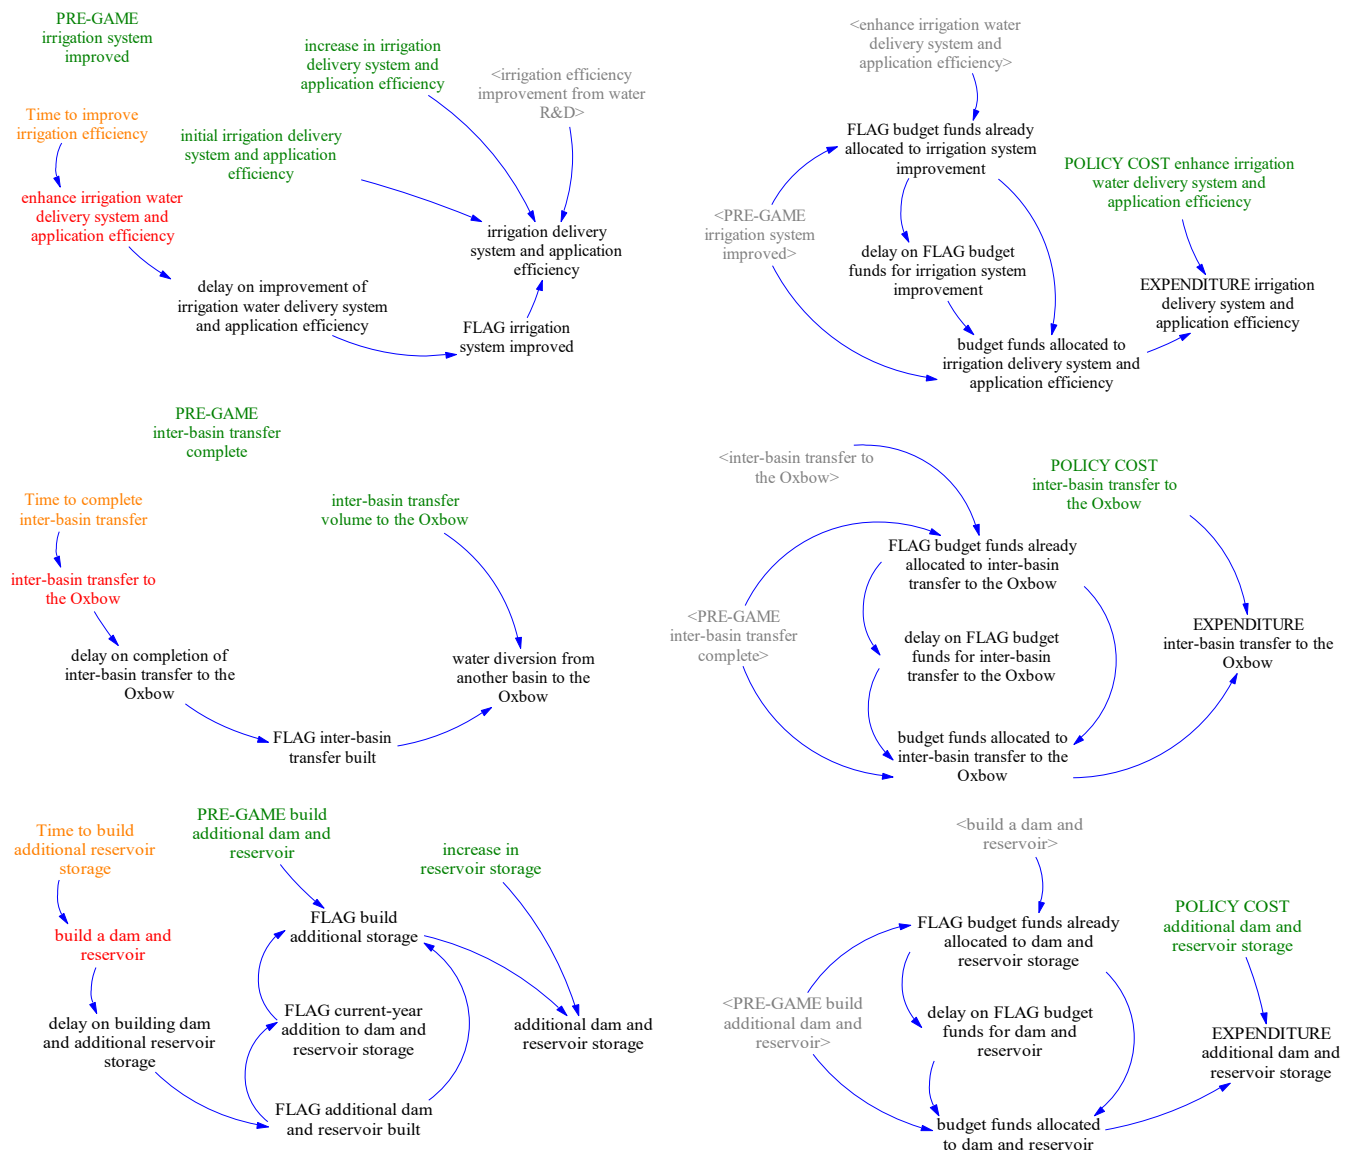 PRE-GAME
irrigation system
improved
increase in irrigation
delivery system and
application efficiency
<irrigation efficiency
improvement from water
R&D>
Time to improve
irrigation efficiency
initial irrigation delivery
system and application
efficiency
enhance irrigation water
delivery system and
application efficiency
irrigation delivery
system and application
efficiency
delay on improvement of
irrigation water delivery system
and application efficiency
FLAG irrigation
system improved
<enhance irrigation water
delivery system and
application efficiency>
FLAG budget funds already
allocated to irrigation system
improvement
POLICY COST enhance irrigation
water delivery system and
application efficiency
<PRE-GAME
irrigation system
improved>
delay on FLAG budget
funds for irrigation system
improvement
EXPENDITURE irrigation
delivery system and
application efficiency
budget funds allocated to
irrigation delivery system and
application efficiency
PRE-GAME
inter-basin transfer
complete
Time to complete
inter-basin transfer
inter-basin transfer
volume to the Oxbow
inter-basin transfer to
the Oxbow
delay on completion of
inter-basin transfer to the
Oxbow
water diversion from
another basin to the
Oxbow
FLAG inter-basin
transfer built
<inter-basin transfer to
the Oxbow>
POLICY COST
inter-basin transfer to
the Oxbow
FLAG budget funds already
allocated to inter-basin
transfer to the Oxbow
<PRE-GAME
inter-basin transfer
complete>
delay on FLAG budget
funds for inter-basin
transfer to the Oxbow
EXPENDITURE
inter-basin transfer to the
Oxbow
budget funds allocated to
inter-basin transfer to the
Oxbow
Time to build
additional reservoir
storage
PRE-GAME build
additional dam and
reservoir
increase in
reservoir storage
build a dam and
reservoir
FLAG build
additional storage
delay on building dam
and additional reservoir
storage
FLAG current-year
addition to dam and
reservoir storage
additional dam and
reservoir storage
FLAG additional dam
and reservoir built
<build a dam and
reservoir>
FLAG budget funds already
allocated to dam and
reservoir storage
POLICY COST
additional dam and
reservoir storage
<PRE-GAME build
additional dam and
reservoir>
delay on FLAG budget
funds for dam and
reservoir
EXPENDITURE
additional dam and
reservoir storage
budget funds allocated
to dam and reservoir